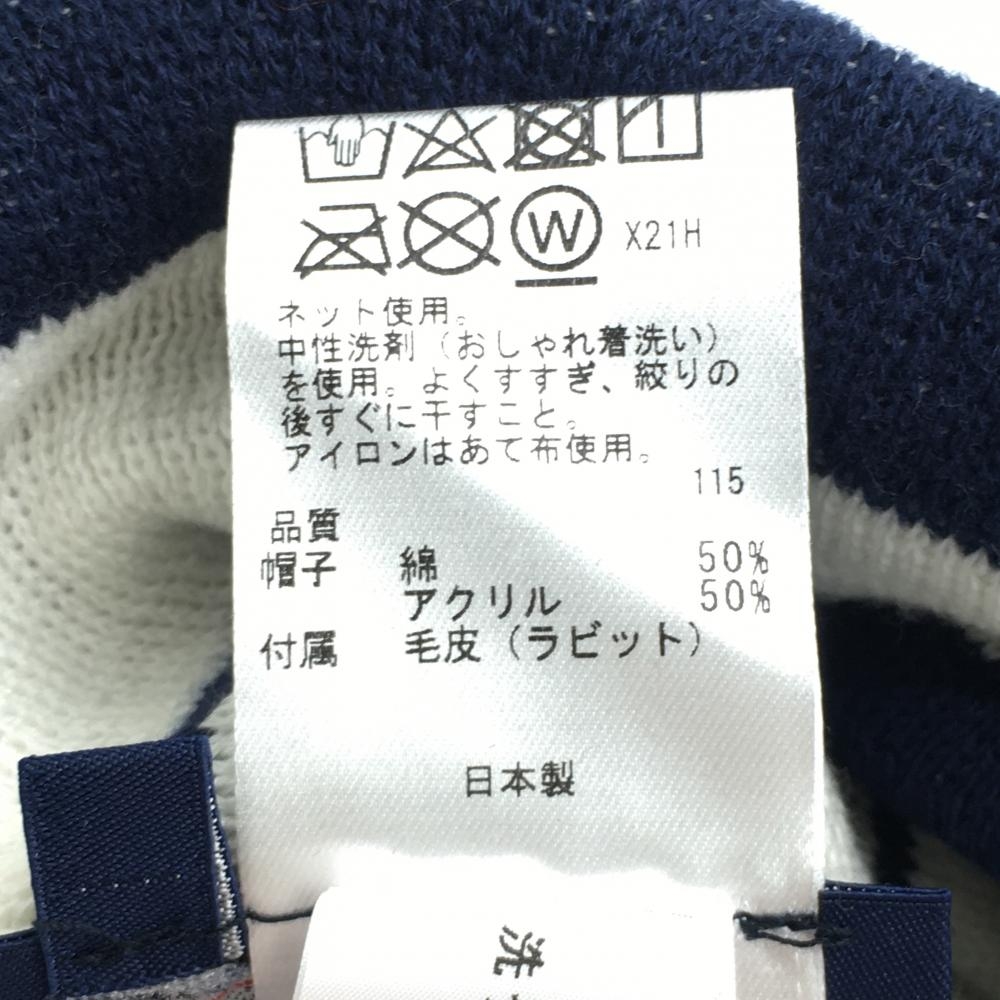 W X21H
ネット使用。
中性洗剤（おしゃれ着洗い）
を使用。よくすすぎ、絞りの
後すぐに干すこと。
アイロンはあて布使用。
115
品質
帽子 綿 50%
アクリル 50%
付属 毛皮（ラビット）
日本製
洗